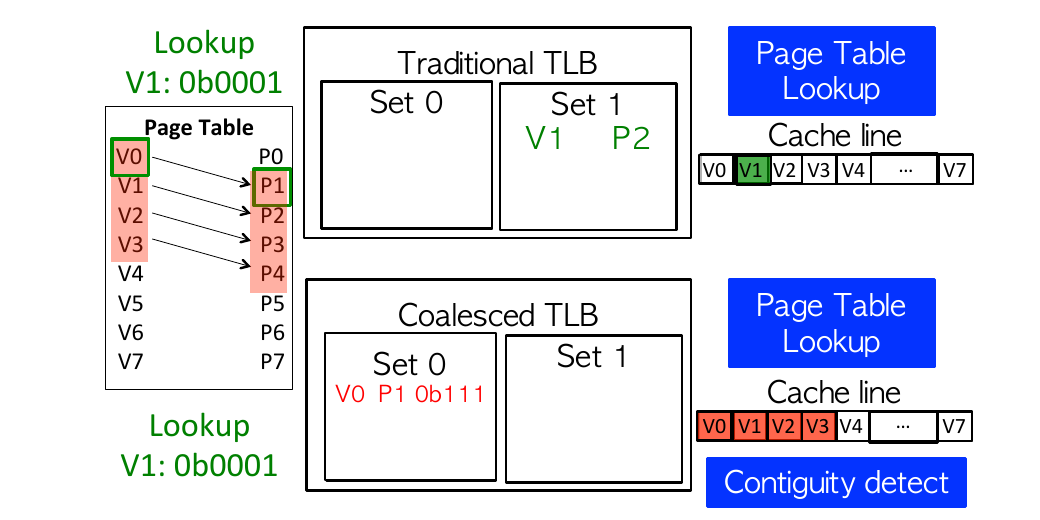 Lookup
V1: 0b0001
Page Table
V0 P0
V1 P1
V2 P2
V3 P3
V4 P4
V5 P5
V6 P6
V7 P7
Lookup
V1: 0b0001
Traditional TLB
Set 0
Set 1
V1 P2
Page Table
Lookup
Cache line
V0 V1 V2 V3 V4 ... V7
Coalesced TLB
Set 0
V0 P1 0b111
Set 1
Page Table
Lookup
Cache line
V0 V1 V2 V3 V4 ... V7
Contiguity detect